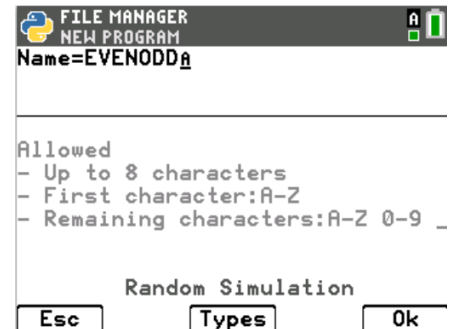 FILE MANAGER
NEW PROGRAM
A
Name=EVENODDA
Allowed
- Up to 8 characters
- First character:A-Z
- Remaining characters:A-Z 0-9 _
Random Simulation
Esc Types Ok